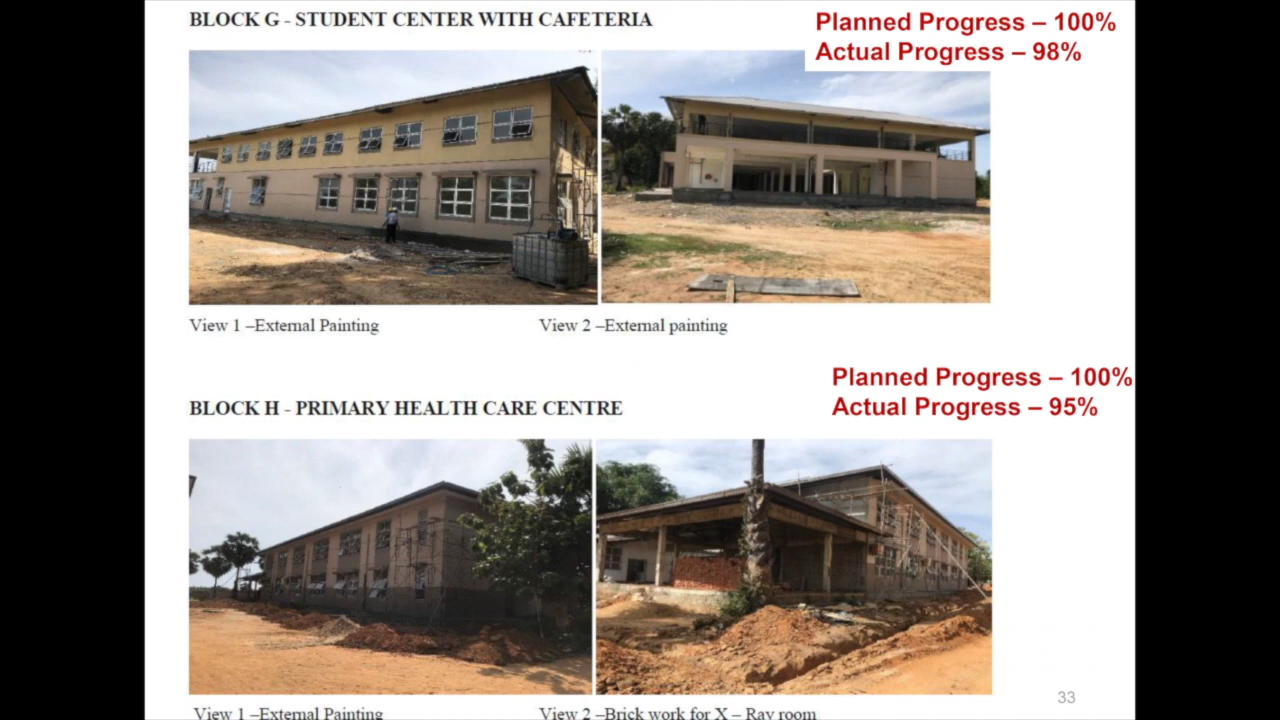 BLOCK G - STUDENT CENTER WITH CAFETERIA
Planned Progress – 100%
Actual Progress – 98%
View 1 –External Painting
View 2 –External painting
Planned Progress – 100%
Actual Progress – 95%
BLOCK H - PRIMARY HEALTH CARE CENTRE
View 1 –External Painting
View 2 –Brick work for X – Ray room
33